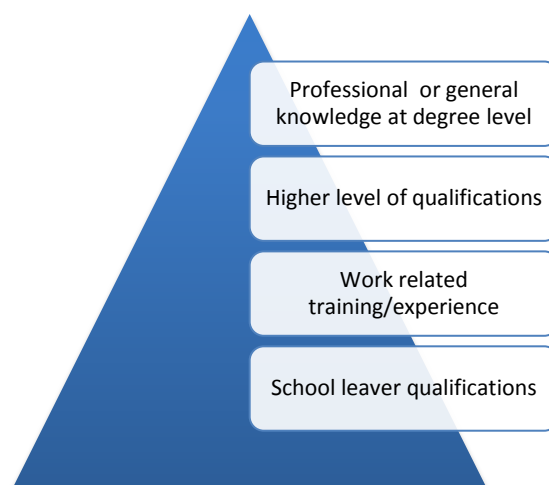 Professional  or general
knowledge at degree level
Higher level of qualifications
Work related
training/experience
School leaver qualifications